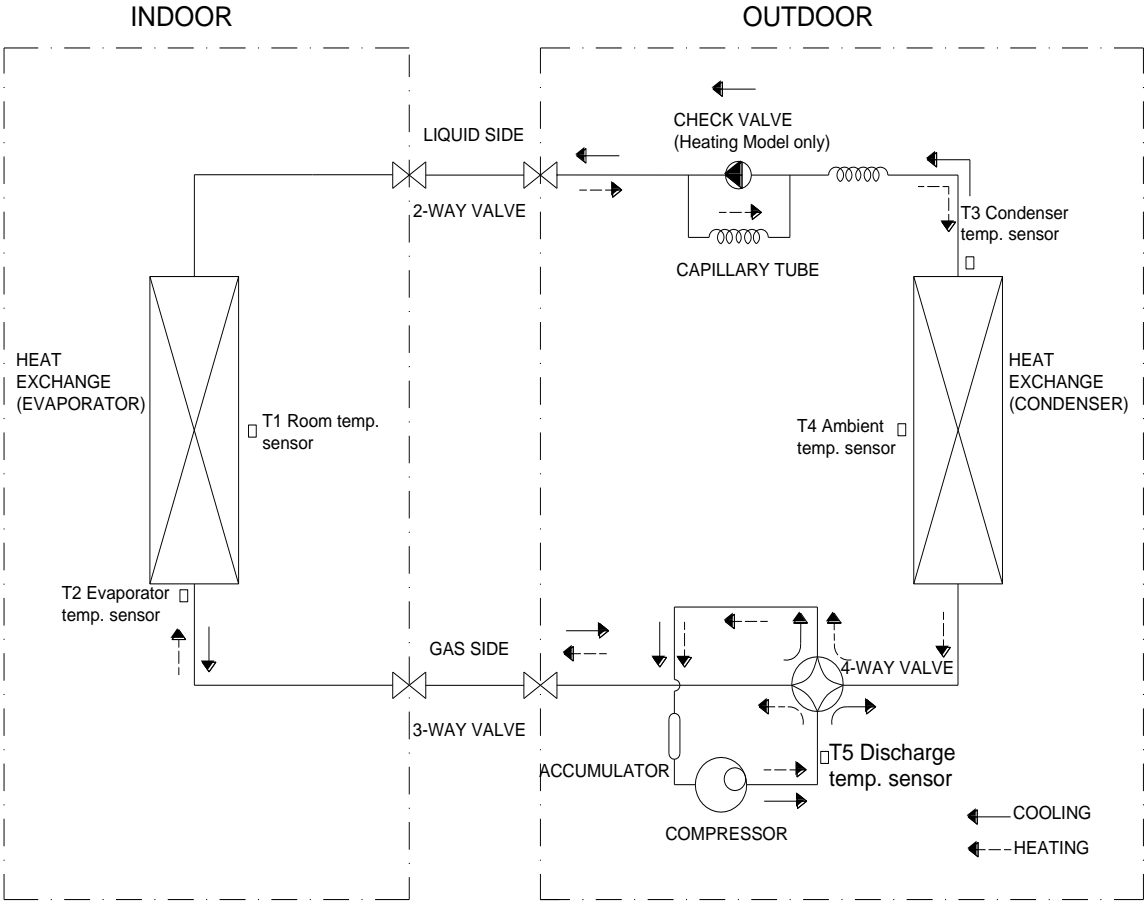 INDOOR
OUTDOOR
LIQUID SIDE
CHECK VALVE
(Heating Model only)
2-WAY VALVE
T3 Condenser
temp. sensor
CAPILLARY TUBE
HEAT
EXCHANGE
(EVAPORATOR)
T1 Room temp.
sensor
T4 Ambient
temp. sensor
HEAT
EXCHANGE
(CONDENSER)
T2 Evaporator
temp. sensor
GAS SIDE
4-WAY VALVE
3-WAY VALVE
ACCUMULATOR
T5 Discharge
temp. sensor
COMPRESSOR
COOLING
HEATING